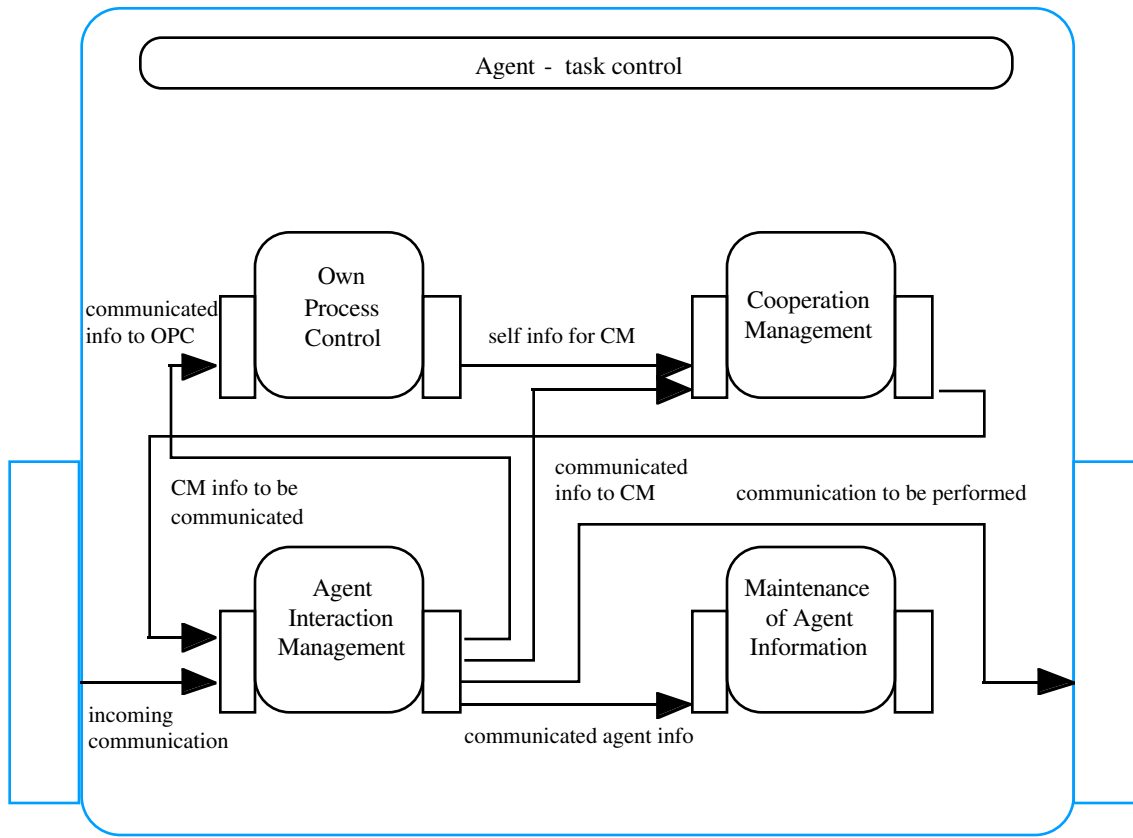 Agent - task control
Own
Process
Control
Cooperation
Management
communicated
info to OPC
self info for CM
CM info to be
communicated
communicated
info to CM
communication to be performed
Agent
Interaction
Management
Maintenance
of Agent
Information
incoming
communication
communicated agent info